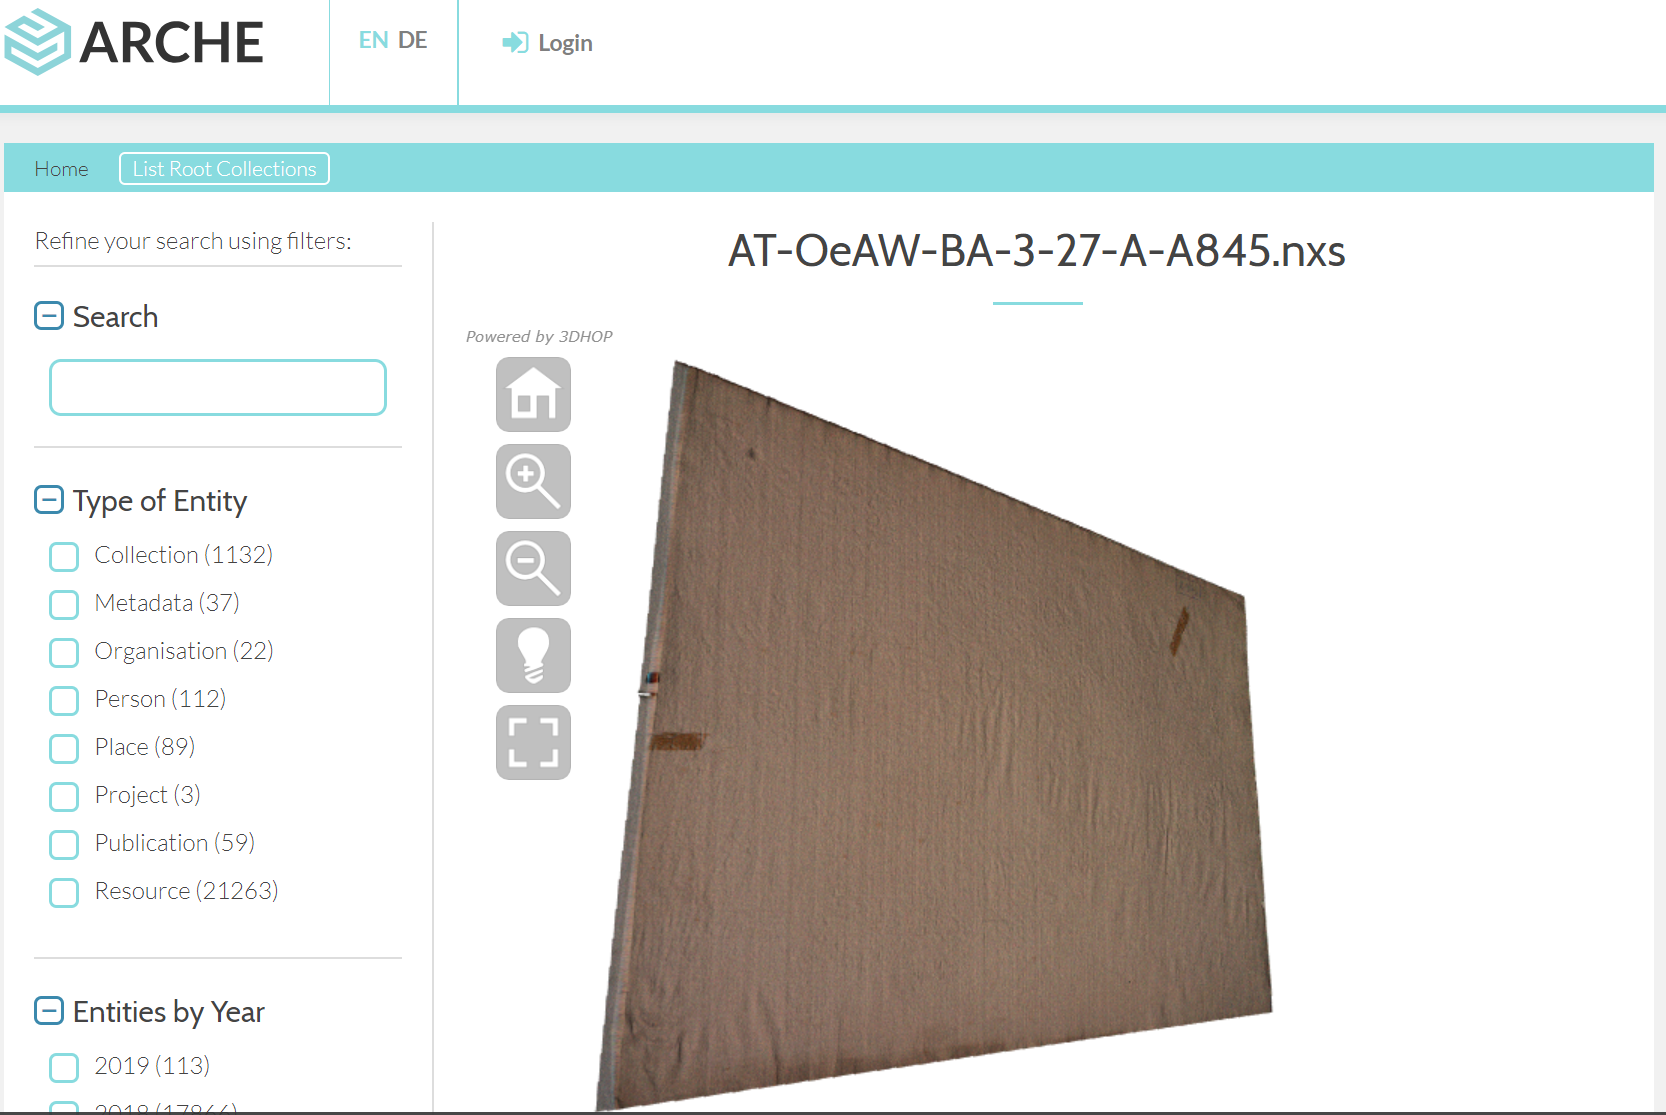 ARCHE
EN DE
Login
Home
List Root Collections
Refine your search using filters:
Search
Type of Entity
Collection (1132)
Metadata (37)
Organisation (22)
Person (112)
Place (89)
Project (3)
Publication (59)
Resource (21263)
Entities by Year
2019 (113)
AT-OeAW-BA-3-27-A-A845.nxs
Powered by 3DHOP